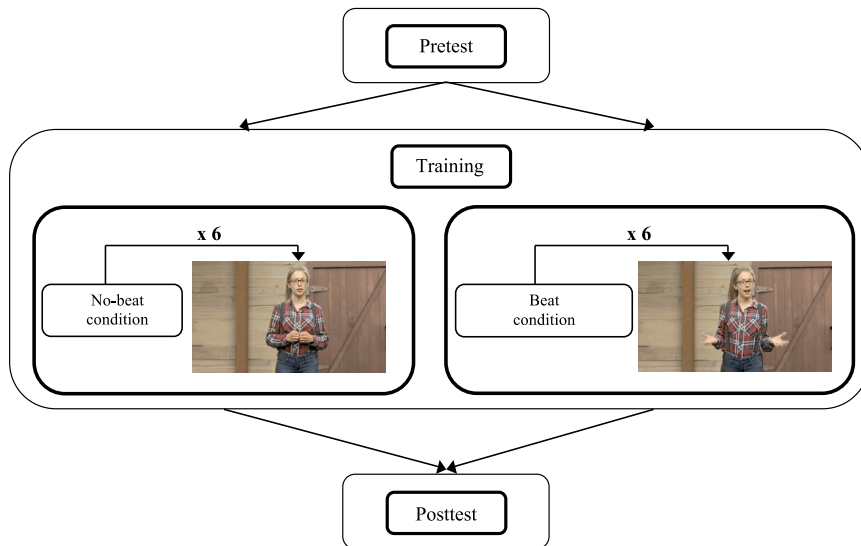 Pretest
Training
x 6
No-beat
condition
x 6
Beat
condition
Posttest